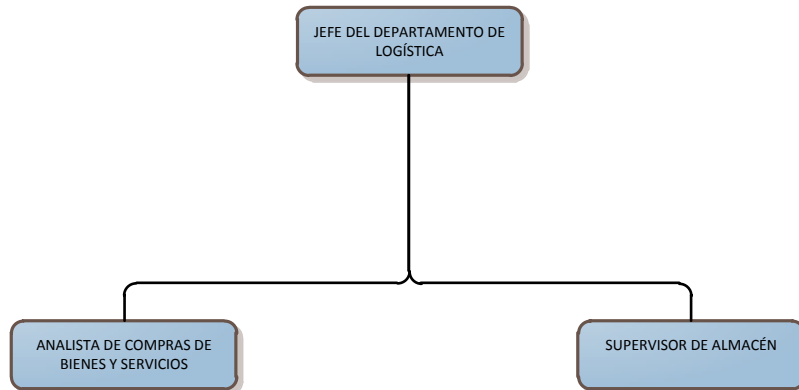 JEFE DEL DEPARTAMENTO DE
LOGÍSTICA
ANALISTA DE COMPRAS DE
BIENES Y SERVICIOS
SUPERVISOR DE ALMACÉN